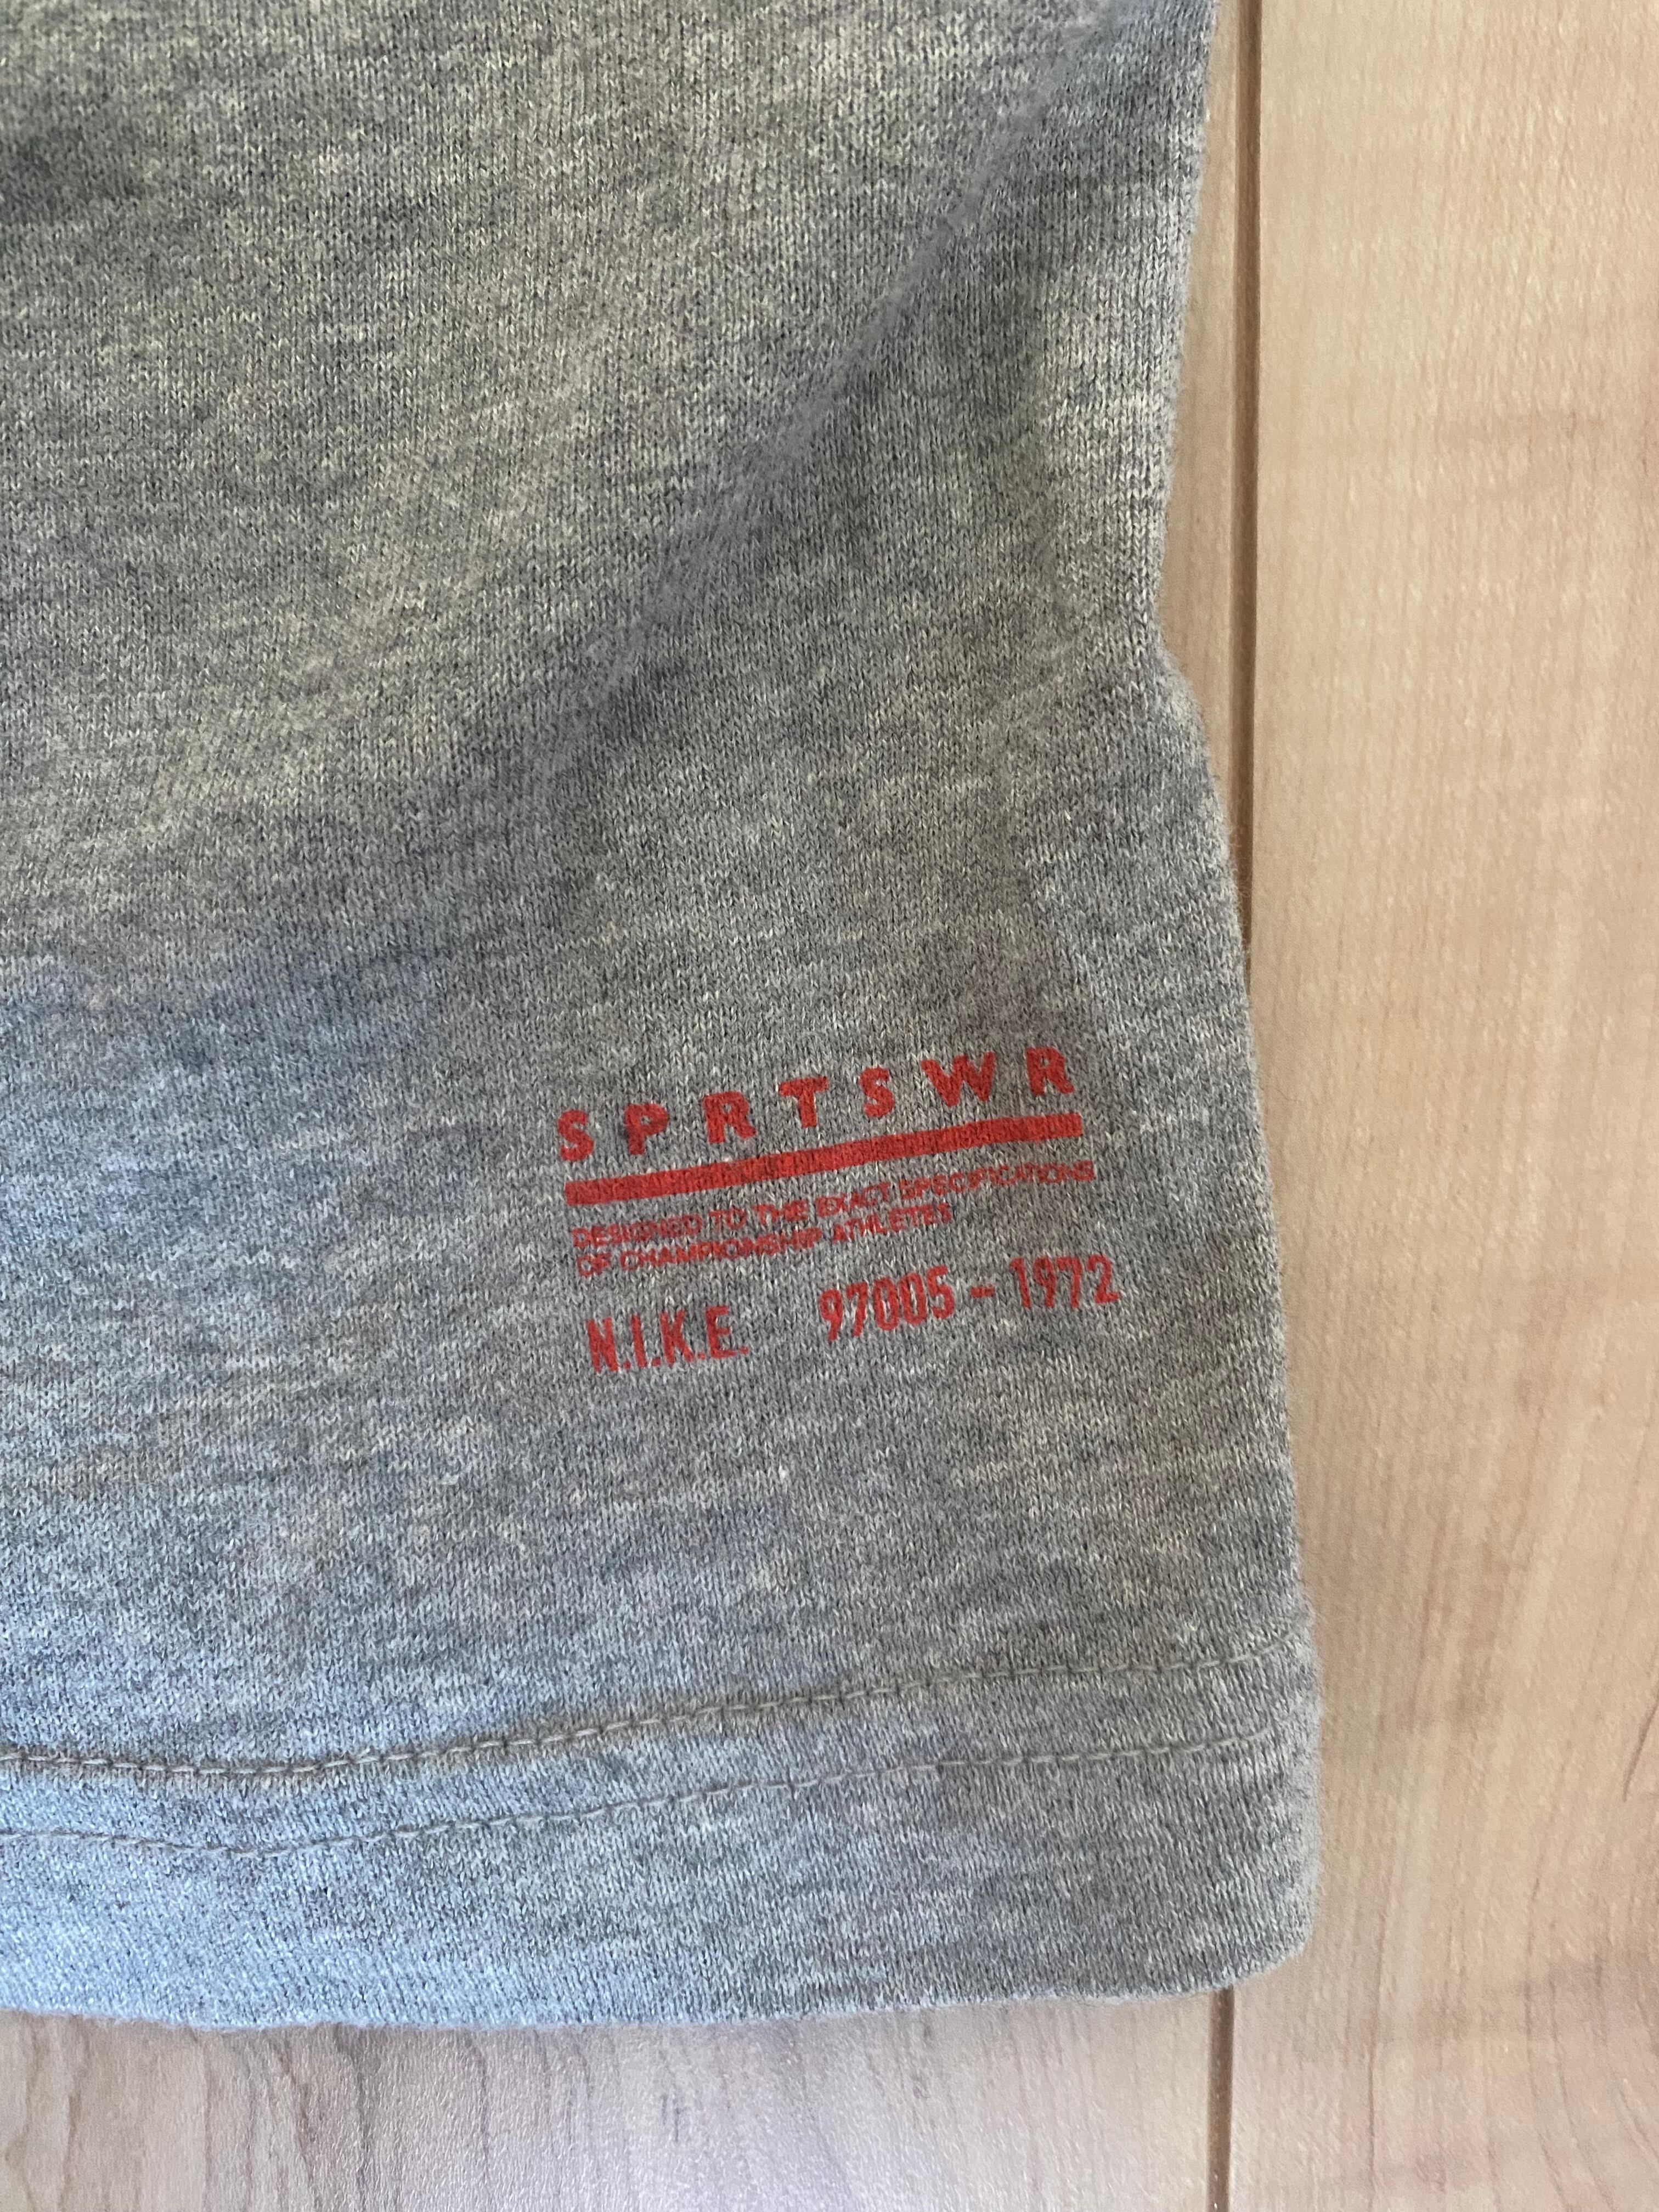 SPRTSWR
DESIGNED TO THE EXACT SPECIFICATIONS
OF CHAMPIONSHIP ATHLETES
N.I.K.E. 97005-1972